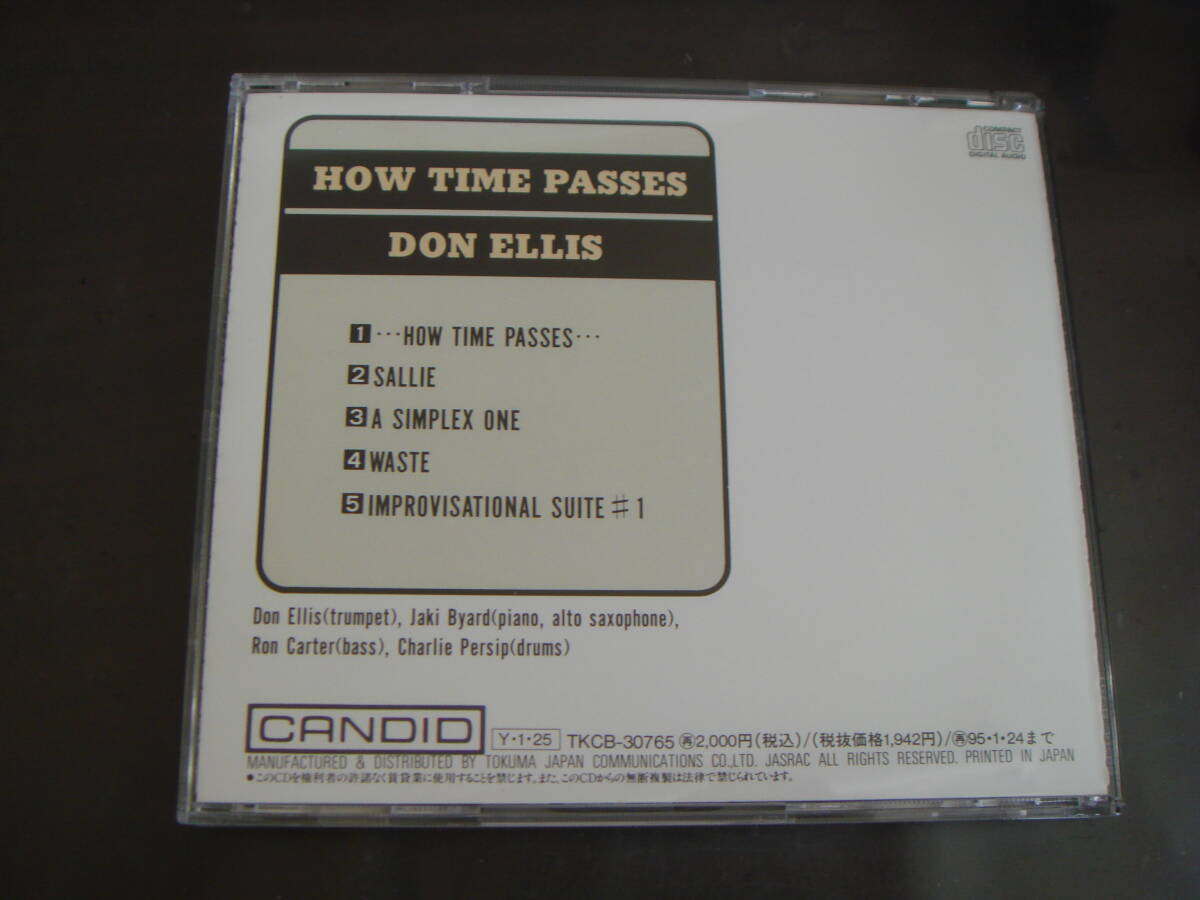 COMPACT
disc
DIGITAL AUDIO
HOW TIME PASSES
DON ELLIS
1 ···HOW TIME PASSES···
2 SALLIE
3 A SIMPLEX ONE
4 WASTE
5 IMPROVISATIONAL SUITE ♯1
Don Ellis(trumpet), Jaki Byard(piano, alto saxophone),
Ron Carter(bass), Charlie Persip(drums)
CANDID
Y・1・25 TKCB-30765 ㊢2,000円(税込)/(税抜価格1,942円)/㊢95・1・24まで
MANUFACTURED & DISTRIBUTED BY TOKUMA JAPAN COMMUNICATIONS CO.,LTD. JASRAC ALL RIGHTS RESERVED. PRINTED IN JAPAN
●このCDを権利者の許諾なく賃貸業に使用することを禁じます。また、このCDからの無断複製は法律で禁じられています。